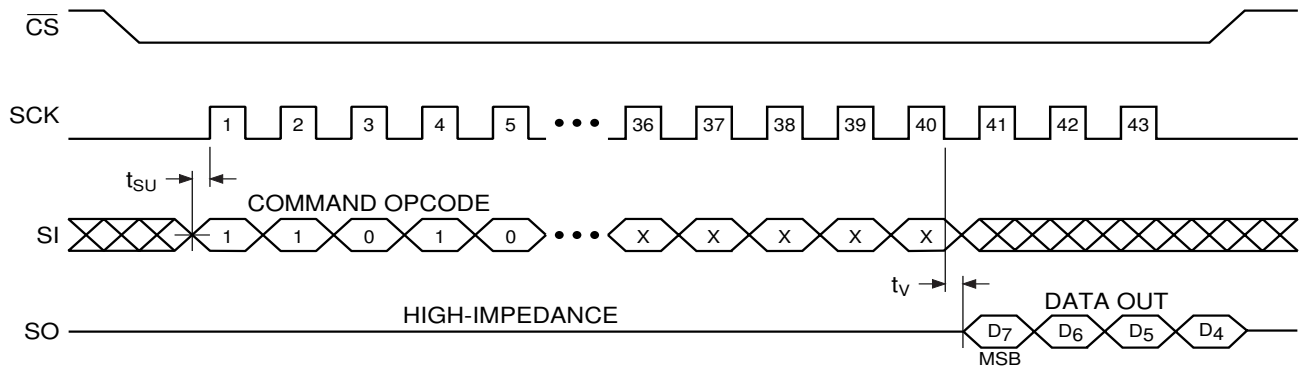 CS
SCK 1 2 3 4 5 ••• 36 37 38 39 40 41 42 43
tSU
COMMAND OPCODE
SI 1 1 0 1 0 ••• X X X X X
tV
HIGH-IMPEDANCE
DATA OUT
SO D7 D6 D5 D4
MSB